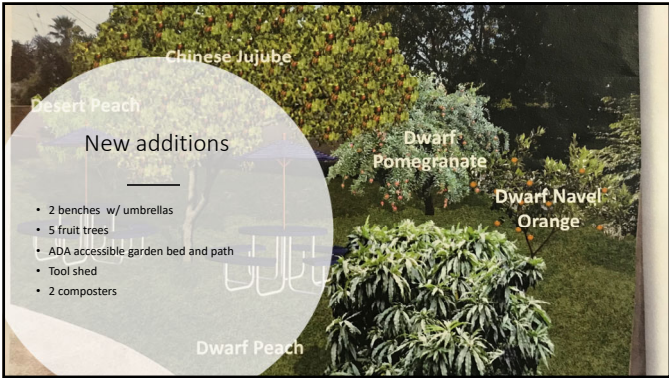 Chinese Jujube
Desert Peach
New additions
• 2 benches w/ umbrellas
• 5 fruit trees
• ADA accessible garden bed and path
• Tool shed
• 2 composters
Dwarf
Pomegranate
Dwarf Navel
Orange
Dwarf Peach